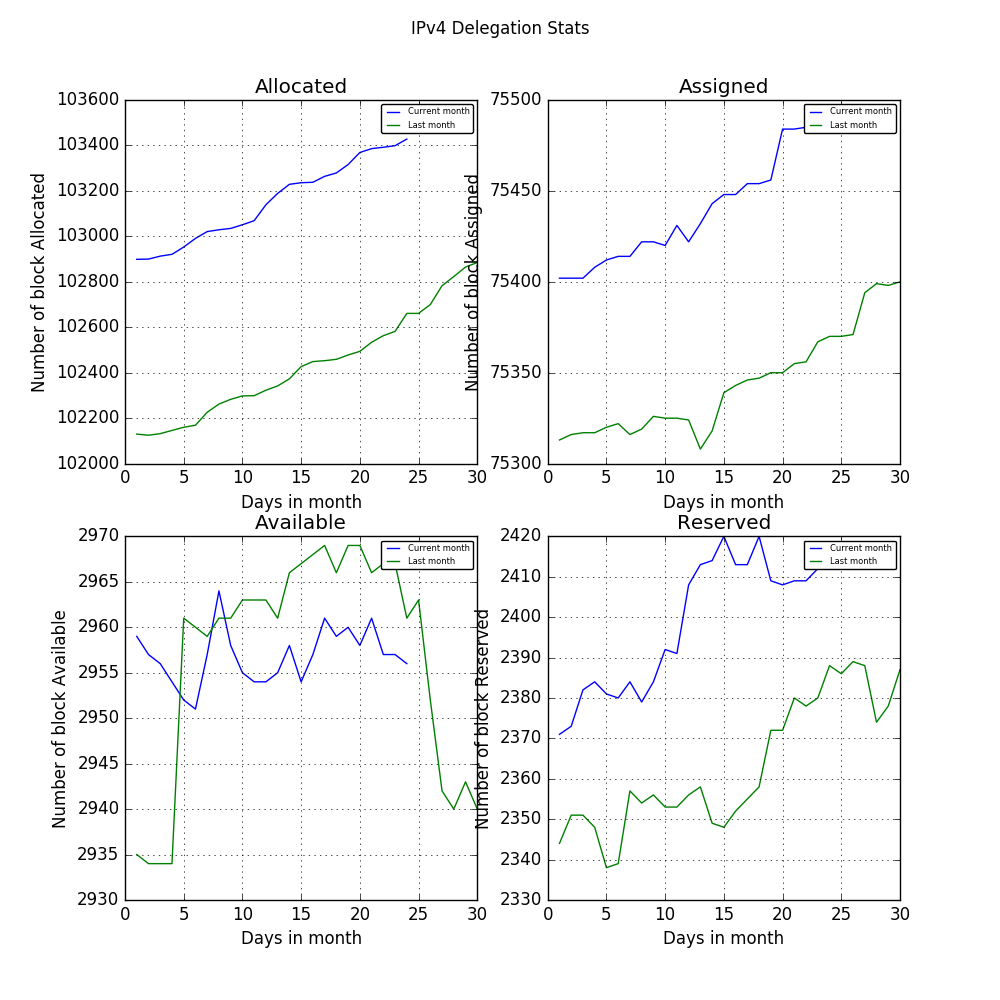 IPv4 Delegation Stats
Allocated
103600
103400
103200
103000
102800
102600
102400
102200
102000
0 5 10 15 20 25 30
Number of block Allocated
Days in month
Current month
Last month
Assigned
75500
75450
75400
75350
75300
0 5 10 15 20 25 30
Number of block Assigned
Days in month
Current month
Last month
Available
2970
2965
2960
2955
2950
2945
2940
2935
2930
0 5 10 15 20 25 30
Number of block Available
Days in month
Current month
Last month
Reserved
2420
2410
2400
2390
2380
2370
2360
2350
2340
2330
0 5 10 15 20 25 30
Number of block Reserved
Days in month
Current month
Last month